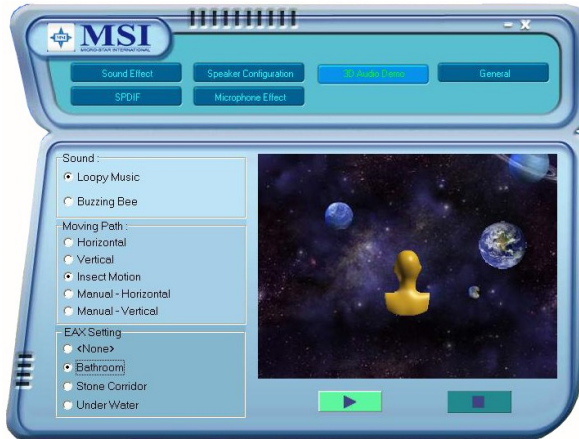 MSI
MICRO-STAR INTERNATIONAL
Sound Effect
Speaker Configuration
3D Audio Demo
General
SPDIF
Microphone Effect
Sound :
Loopy Music
Buzzing Bee
Moving Path :
Horizontal
Vertical
Insect Motion
Manual - Horizontal
Manual - Vertical
EAX Setting
<None>
Bathroom
Stone Corridor
Under Water